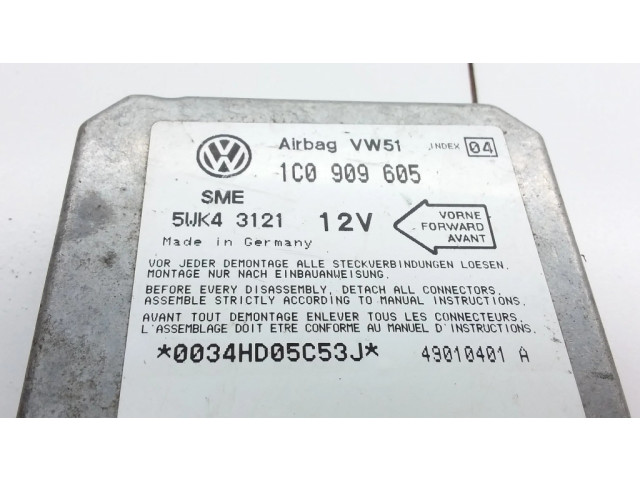 Airbag VW51 INDEX 04
1C0 909 605
SME
5WK4 3121 12V
VORNE
FORWARD
AVANT
Made in Germany
VOR JEDER DEMONTAGE ALLE STECKVERBINDUNGEN LOESEN.
MONTAGE NUR NACH EINBAUANWEISUNG.
BEFORE EVERY DISASSEMBLY, DETACH ALL CONNECTORS.
ASSEMBLE STRICTLY ACCORDING TO MANUAL INSTRUCTIONS.
AVANT TOUT DEMONTAGE ENLEVER TOUS LES CONNECTEURS.
L'ASSEMBLAGE DOIT ETRE CONFORME AU MANUEL D'INSTRUCTIONS.
*0034HD05C53J* 49010401 A